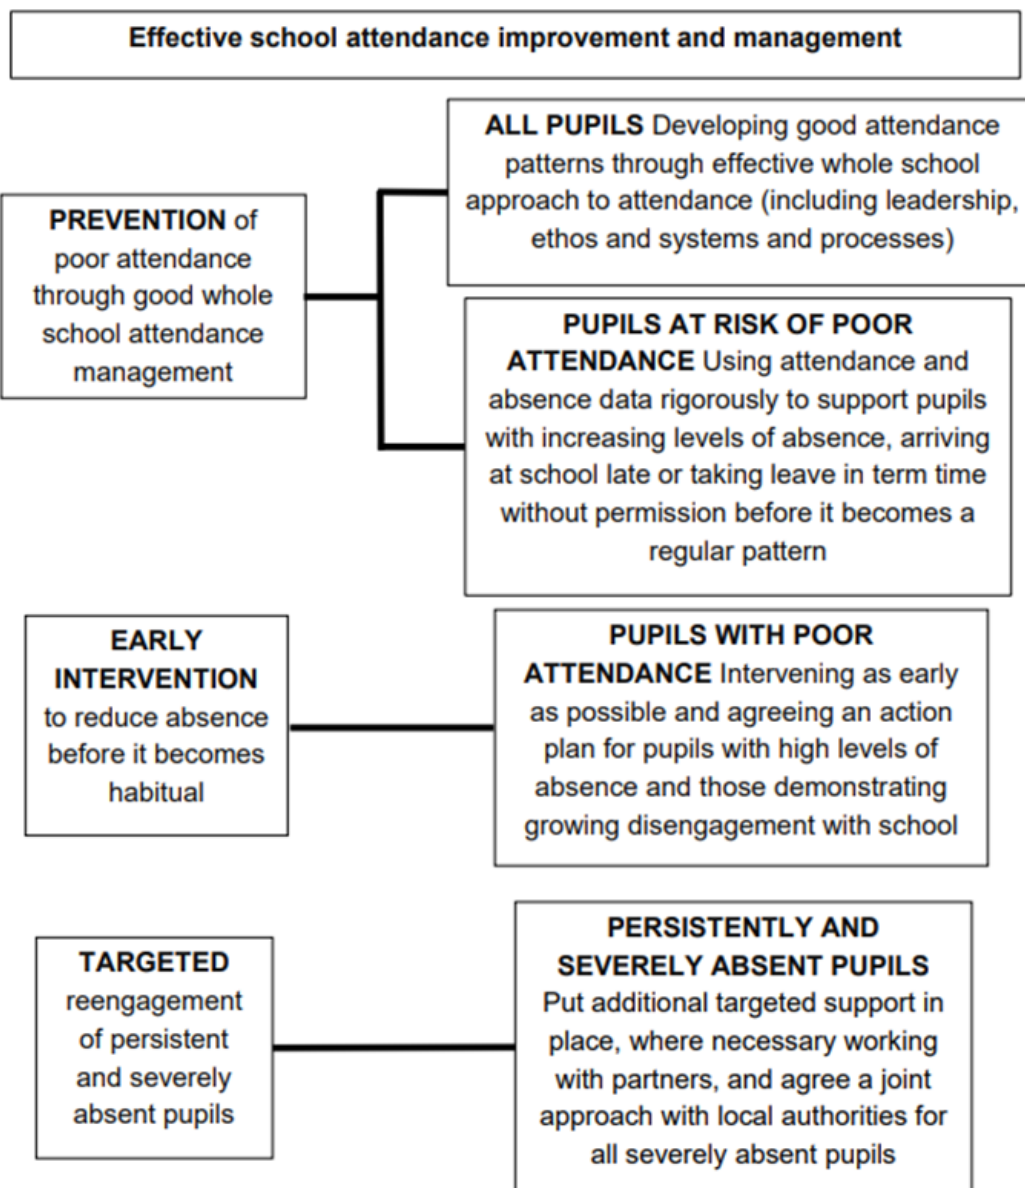 Effective school attendance improvement and management
PREVENTION of
poor attendance
through good whole
school attendance
management
ALL PUPILS Developing good attendance
patterns through effective whole school
approach to attendance (including leadership,
ethos and systems and processes)
PUPILS AT RISK OF POOR
ATTENDANCE Using attendance and
absence data rigorously to support pupils
with increasing levels of absence, arriving
at school late or taking leave in term time
without permission before it becomes a
regular pattern
EARLY
INTERVENTION
to reduce absence
before it becomes
habitual
PUPILS WITH POOR
ATTENDANCE Intervening as early
as possible and agreeing an action
plan for pupils with high levels of
absence and those demonstrating
growing disengagement with school
TARGETED
reengagement
of persistent
and severely
absent pupils
PERSISTENTLY AND
SEVERELY ABSENT PUPILS
Put additional targeted support in
place, where necessary working
with partners, and agree a joint
approach with local authorities for
all severely absent pupils